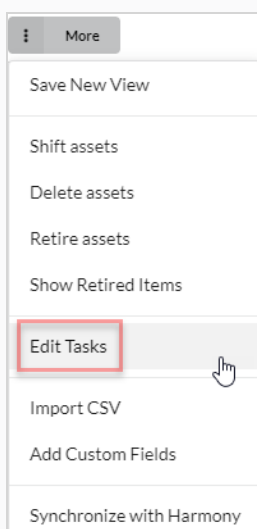 More
Save New View
Shift assets
Delete assets
Retire assets
Show Retired Items
Edit Tasks
Import CSV
Add Custom Fields
Synchronize with Harmony